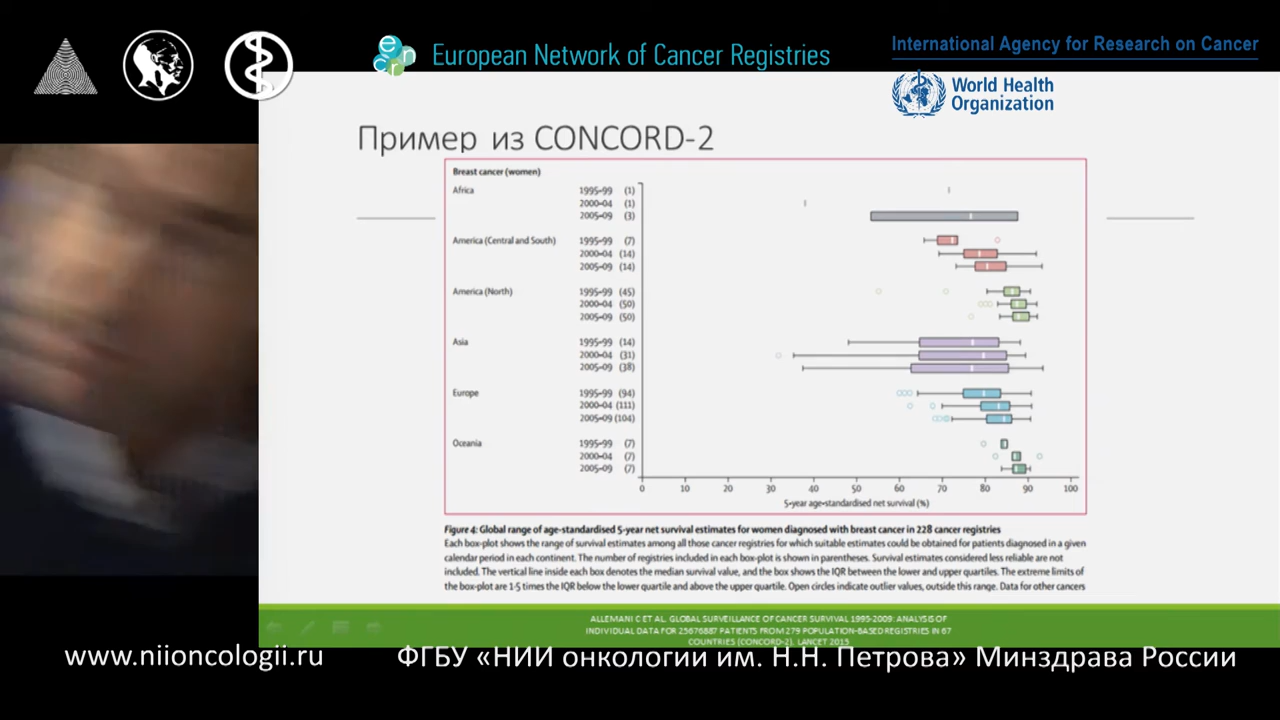 European Network of Cancer Registries
International Agency for Research on Cancer
World Health
Organization
Пример из CONCORD-2
Breast cancer (women)
Africa 1995–99 (1)
2000–04 (1)
2005–09 (3)
America (Central and South) 1995–99 (7)
2000–04 (14)
2005–09 (14)
America (North) 1995–99 (45)
2000–04 (50)
2005–09 (50)
Asia 1995–99 (14)
2000–04 (31)
2005–09 (38)
Europe 1995–99 (94)
2000–04 (111)
2005–09 (104)
Oceania 1995–99 (7)
2000–04 (7)
2005–09 (7)
0 10 20 30 40 50 60 70 80 90 100
5-year age-standardised net survival (%)
Figure 4: Global range of age-standardised 5-year net survival estimates for women diagnosed with breast cancer in 228 cancer registries
Each box-plot shows the range of survival estimates among all those cancer registries for which suitable estimates could be obtained for patients diagnosed in a given
calendar period in each continent. The number of registries included in each box-plot is shown in parentheses. Survival estimates considered less reliable are not
included. The vertical line inside each box denotes the median survival value, and the box shows the IQR between the lower and upper quartiles. The extreme limits of
the box-plot are 1·5 times the IQR below the lower quartile and above the upper quartile. Open circles indicate outlier values, outside this range. Data for other cancers
ALLEMANI C ET AL. GLOBAL SURVEILLANCE OF CANCER SURVIVAL 1995-2009: ANALYSIS OF
INDIVIDUAL DATA FOR 25676887 PATIENTS FROM 279 POPULATION-BASED REGISTRIES IN 67
COUNTRIES (CONCORD-2). LANCET 2015
www.niioncologii.ru
ФГБУ «НИИ онкологии им. Н.Н. Петрова» Минздрава России